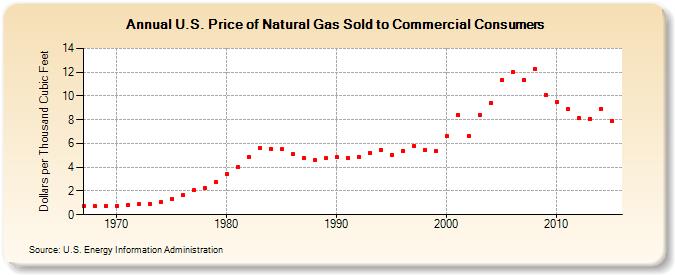 Annual U.S. Price of Natural Gas Sold to Commercial Consumers
Dollars per Thousand Cubic Feet
14
12
10
8
6
4
2
0
1970 1980 1990 2000 2010
Source: U.S. Energy Information Administration